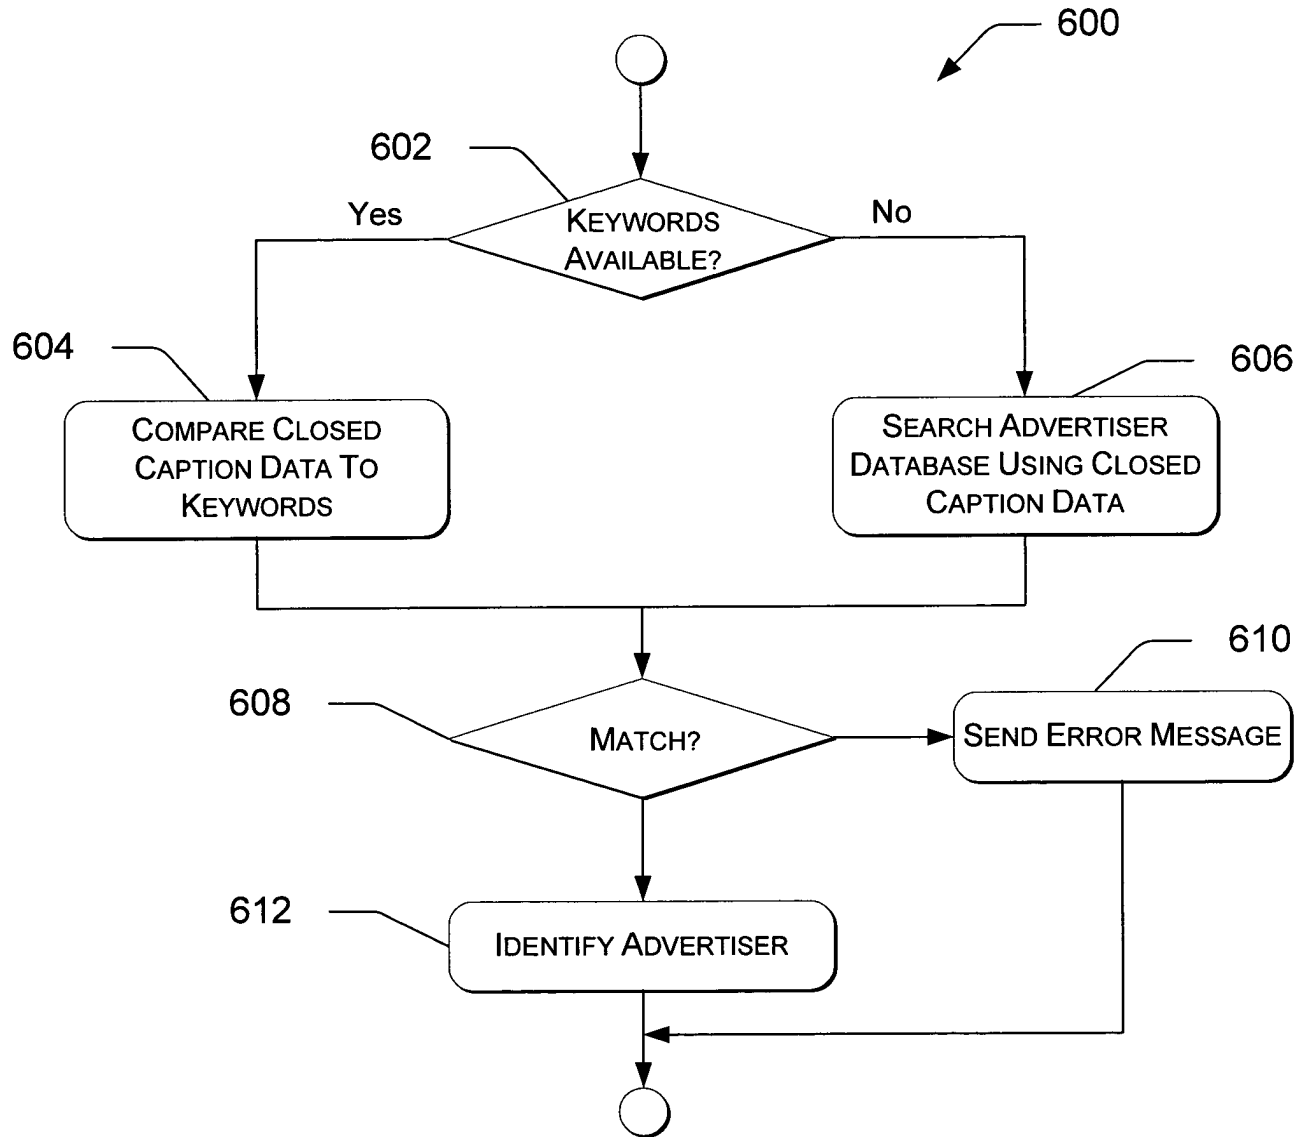 600
602
Yes
No
KEYWORDS
AVAILABLE?
604
606
COMPARE CLOSED
CAPTION DATA TO
KEYWORDS
SEARCH ADVERTISER
DATABASE USING CLOSED
CAPTION DATA
610
608
MATCH?
SEND ERROR MESSAGE
612
IDENTIFY ADVERTISER